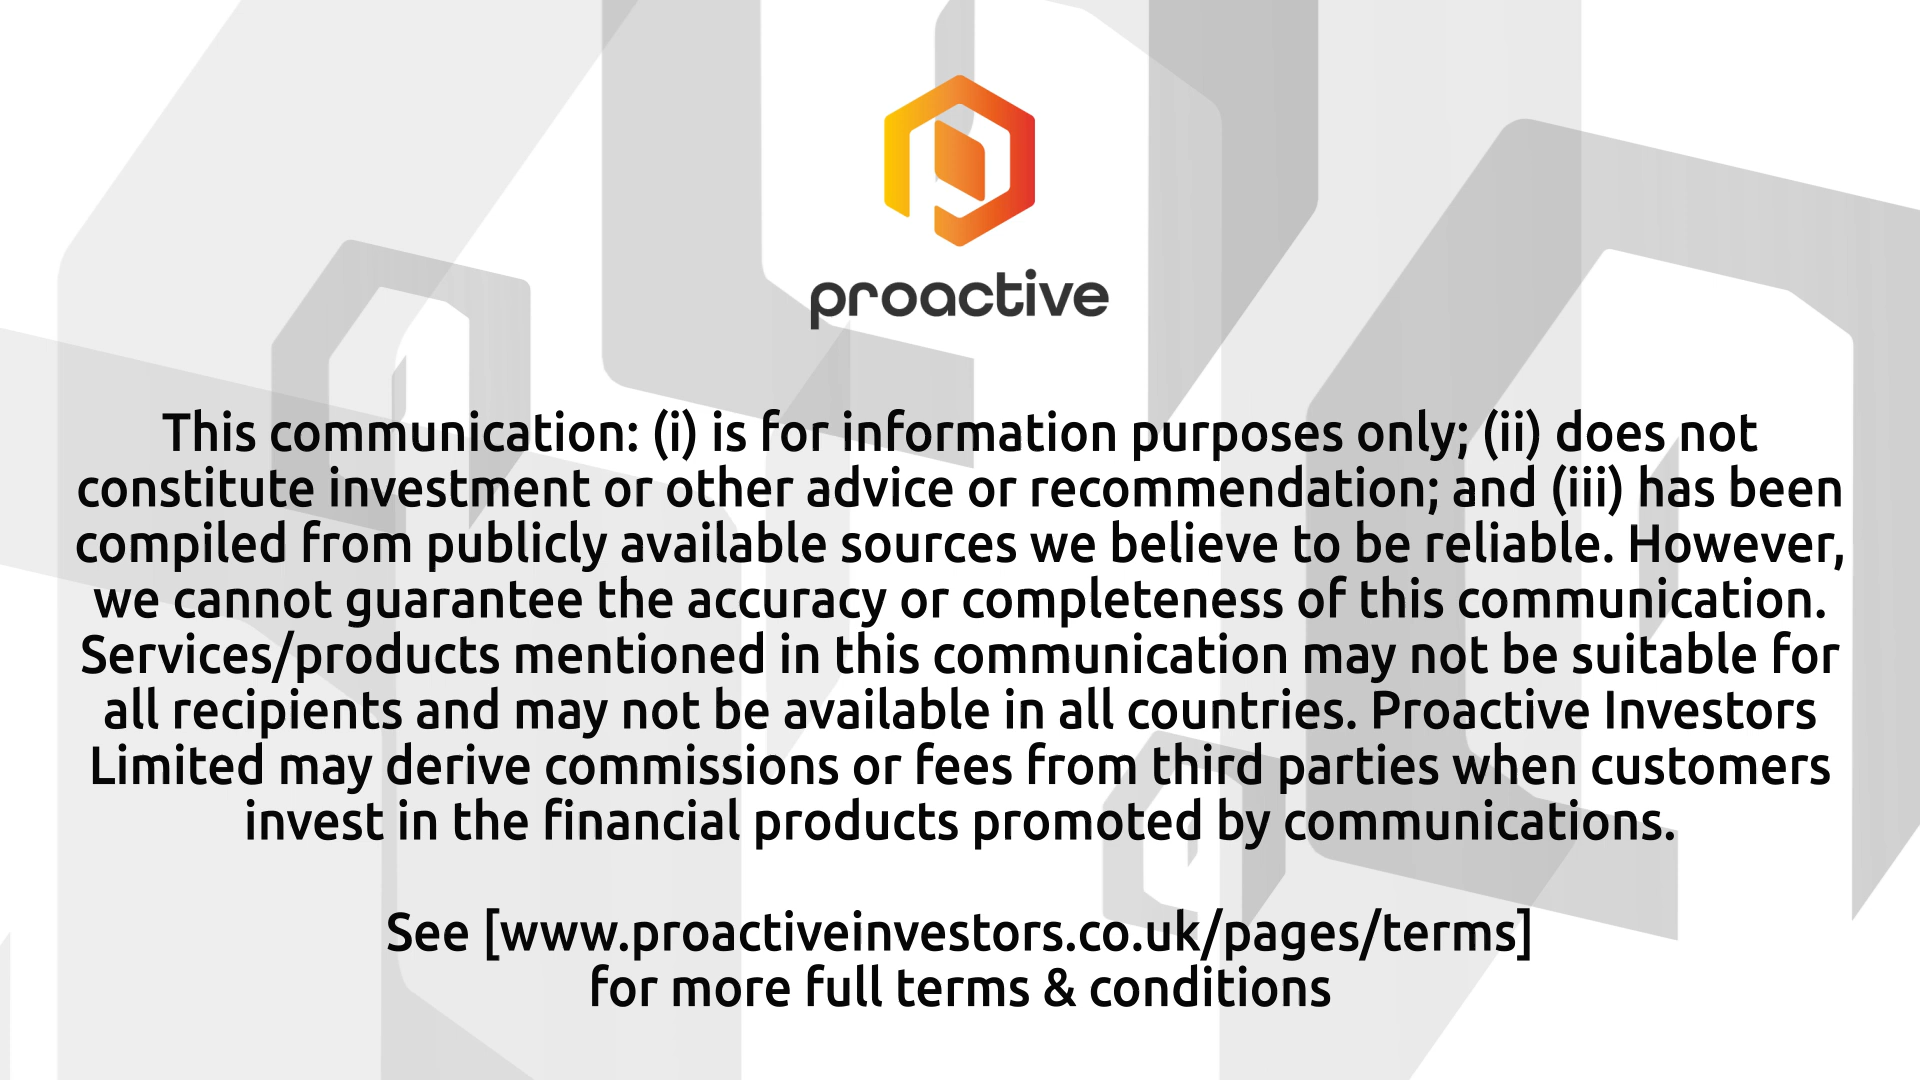 proactive
This communication: (i) is for information purposes only; (ii) does not
constitute investment or other advice or recommendation; and (iii) has been
compiled from publicly available sources we believe to be reliable. However,
we cannot guarantee the accuracy or completeness of this communication.
Services/products mentioned in this communication may not be suitable for
all recipients and may not be available in all countries. Proactive Investors
Limited may derive commissions or fees from third parties when customers
invest in the financial products promoted by communications.
See [www.proactiveinvestors.co.uk/pages/terms]
for more full terms & conditions